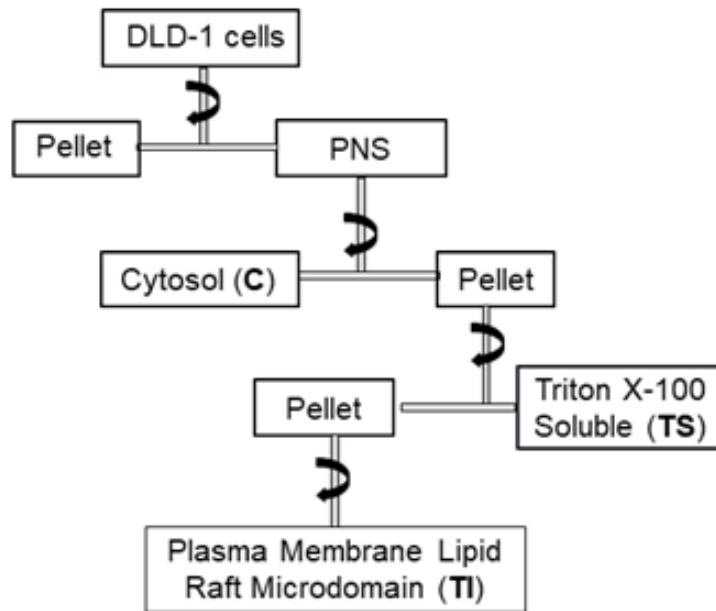 DLD-1 cells
Pellet
PNS
Cytosol (C)
Pellet
Pellet
Triton X-100
Soluble (TS)
Plasma Membrane Lipid
Raft Microdomain (TI)